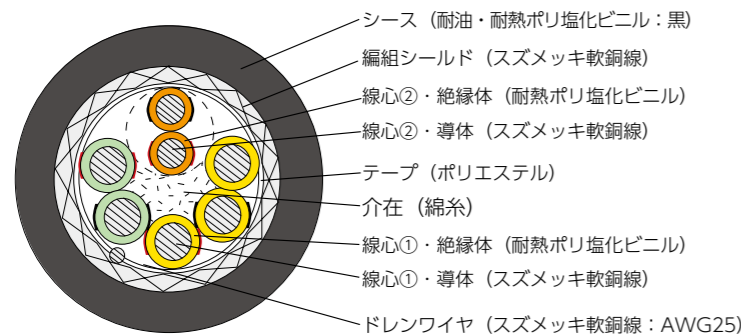 シース（耐油・耐熱ポリ塩化ビニル：黒）
編組シールド（スズメッキ軟銅線）
線心②・絶縁体（耐熱ポリ塩化ビニル）
線心②・導体（スズメッキ軟銅線）
テープ（ポリエステル）
介在（綿糸）
線心①・絶縁体（耐熱ポリ塩化ビニル）
線心①・導体（スズメッキ軟銅線）
ドレンワイヤ（スズメッキ軟銅線：AWG25）